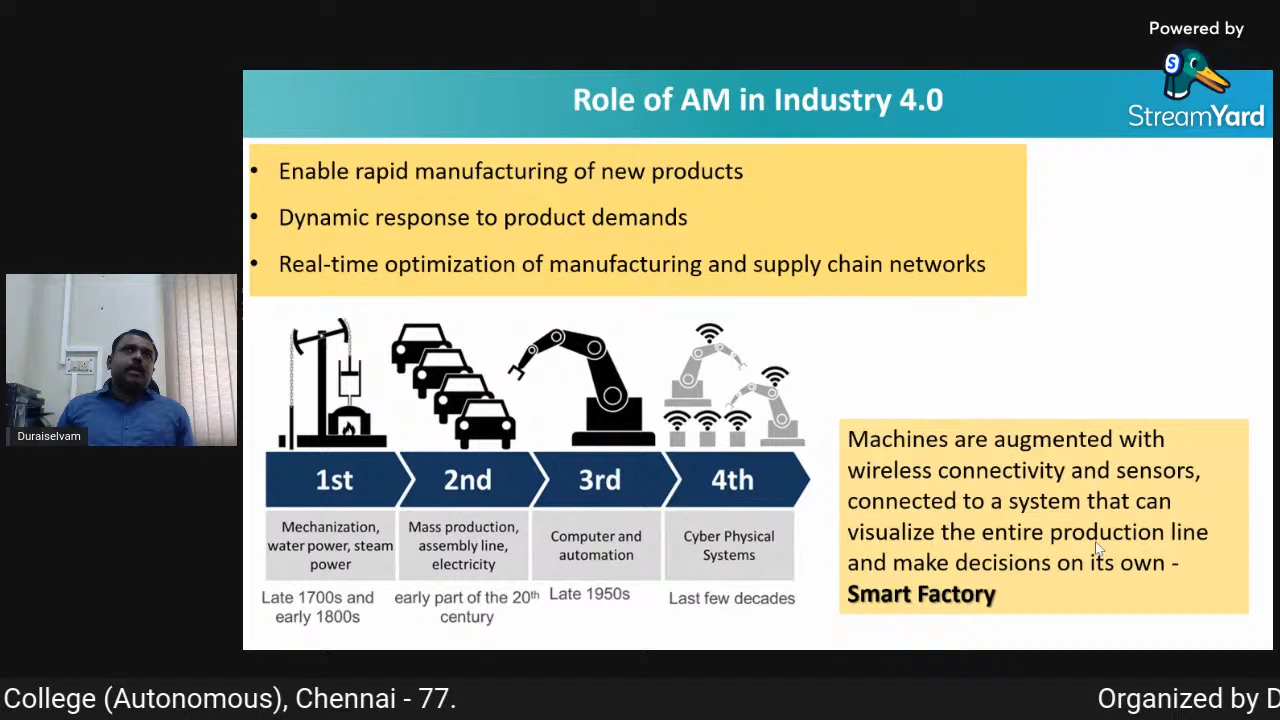 Powered by
S
StreamYard
Role of AM in Industry 4.0
• Enable rapid manufacturing of new products
• Dynamic response to product demands
• Real-time optimization of manufacturing and supply chain networks
Duraiselvam
1st
2nd
3rd
4th
Mechanization,
water power, steam
power
Mass production,
assembly line,
electricity
Computer and
automation
Cyber Physical
Systems
Late 1700s and
early 1800s
early part of the 20th
century
Late 1950s
Last few decades
Machines are augmented with
wireless connectivity and sensors,
connected to a system that can
visualize the entire production line
and make decisions on its own -
Smart Factory
College (Autonomous), Chennai - 77.
Organized by D